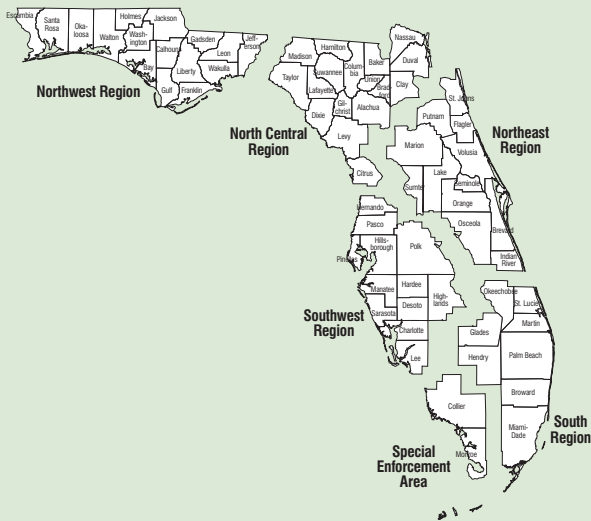 Escambia
Santa
Rosa
Oka-
loosa
Walton
Holmes
Wash-
ington
Jackson
Bay
Calhoun
Gulf
Gadsden
Liberty
Franklin
Leon
Wakulla
Jeff-
erson
Northwest Region
Madison
Taylor
Hamilton
Suwannee
Lafayette
Dixie
Colum-
bia
Gil-
christ
Levy
Baker
Union
Brad-
ford
Alachua
Citrus
Nassau
Duval
Clay
North Central
Region
St. Johns
Putnam
Flagler
Marion
Volusia
Lake
Sumter
Seminole
Orange
Osceola
Brevard
Indian
River
Northeast
Region
Hernando
Pasco
Pinellas
Hills-
borough
Polk
Manatee
Hardee
High-
lands
Sarasota
Desoto
Charlotte
Lee
Southwest
Region
Okeechobee
St. Lucie
Martin
Glades
Hendry
Palm Beach
Broward
Miami-
Dade
South
Region
Collier
Monroe
Special
Enforcement
Area